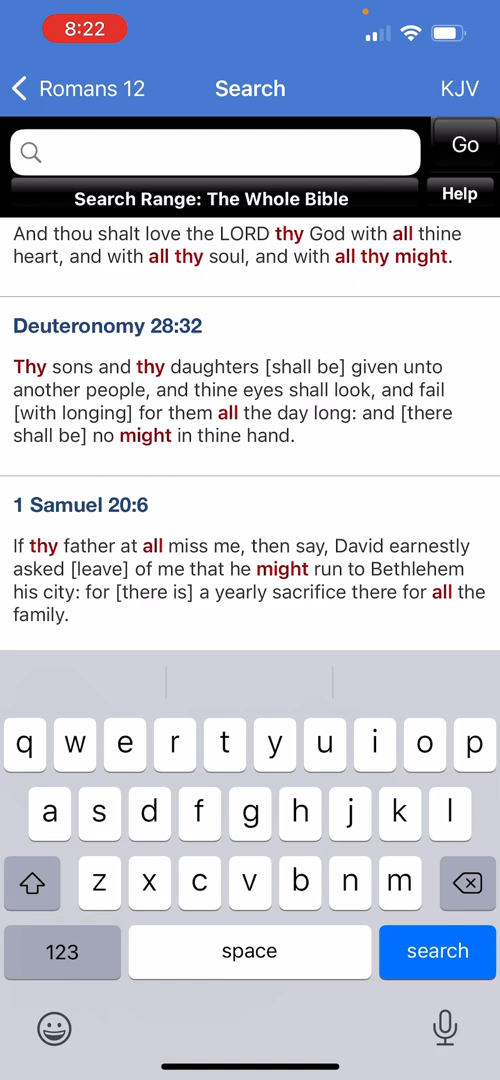 8:22
Romans 12
Search
KJV
Go
Search Range: The Whole Bible
Help
And thou shalt love the LORD thy God with all thine
heart, and with all thy soul, and with all thy might.
Deuteronomy 28:32
Thy sons and thy daughters [shall be] given unto
another people, and thine eyes shall look, and fail
[with longing] for them all the day long: and [there
shall be] no might in thine hand.
1 Samuel 20:6
If thy father at all miss me, then say, David earnestly
asked [leave] of me that he might run to Bethlehem
his city: for [there is] a yearly sacrifice there for all the
family.
q w e r t y u i o p
a s d f g h j k l
z x c v b n m
123 space search